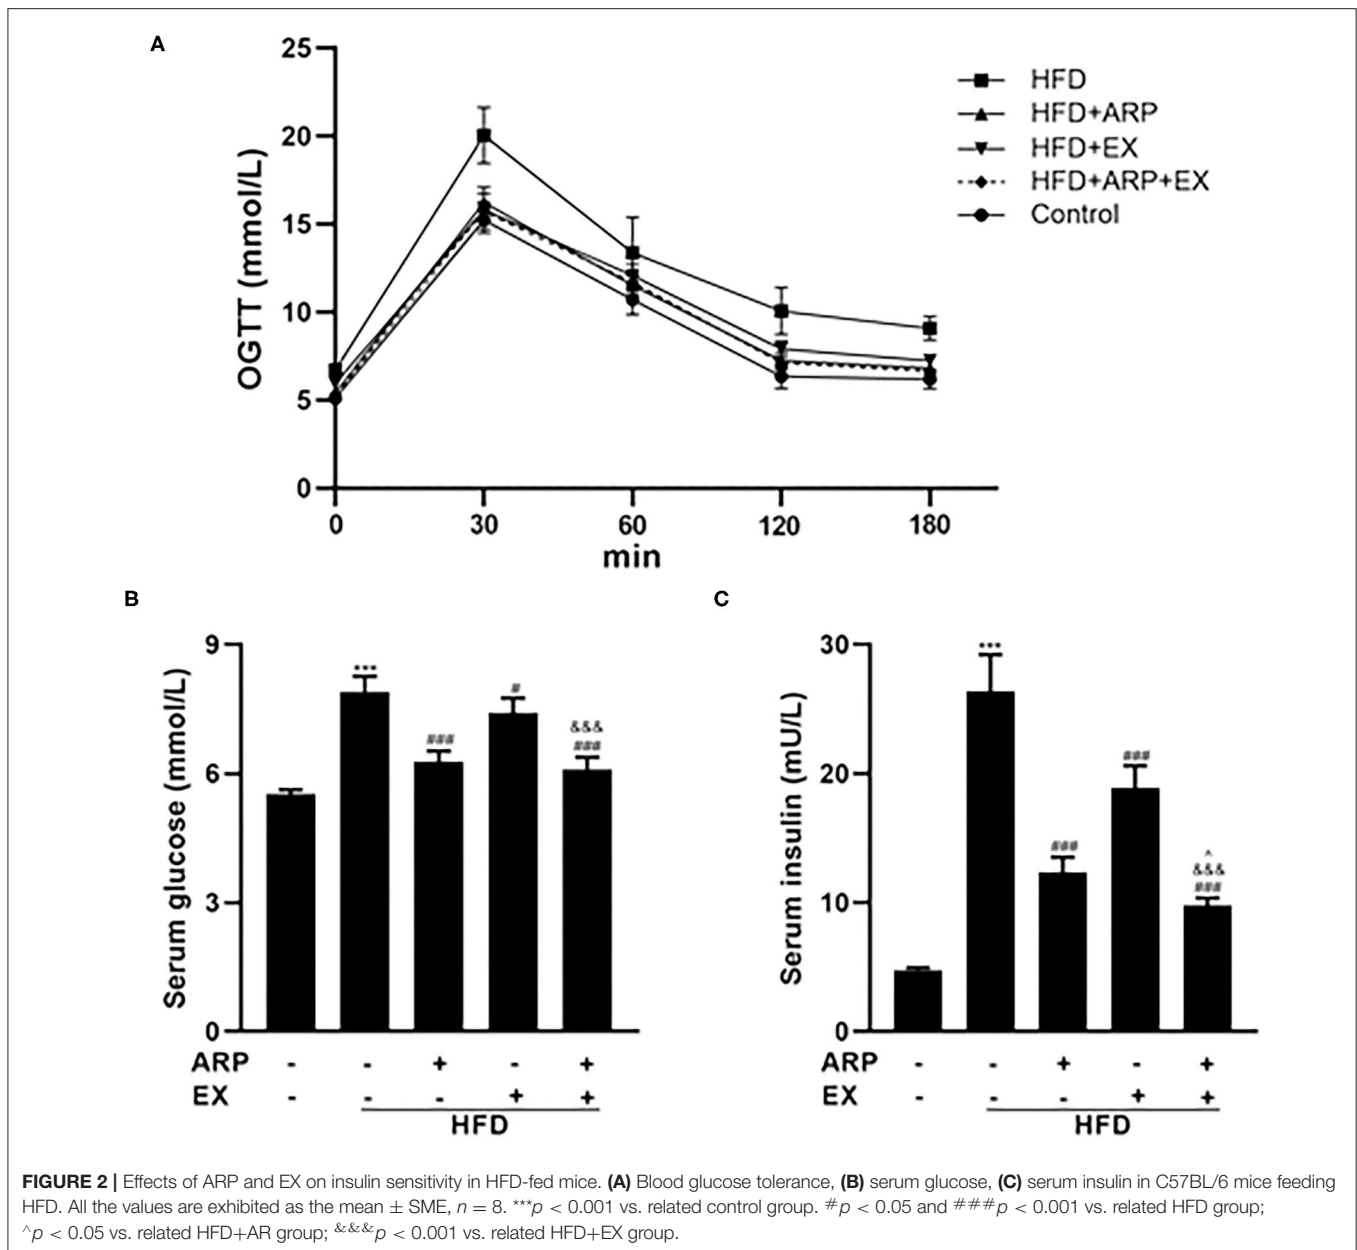 A
25
20
15
10
5
0
OGTT (mmol/L)
0 30 60 120 180
min
HFD
HFD+ARP
HFD+EX
HFD+ARP+EX
Control
B
9
6
3
0
Serum glucose (mmol/L)
***
###
#
&&&
###
ARP - - + - +
EX - - - + +
HFD
C
30
20
10
0
Serum insulin (mU/L)
***
###
###
^
&&&
###
ARP - - + - +
EX - - - + +
HFD
FIGURE 2 | Effects of ARP and EX on insulin sensitivity in HFD-fed mice. (A) Blood glucose tolerance, (B) serum glucose, (C) serum insulin in C57BL/6 mice feeding
HFD. All the values are exhibited as the mean ± SME, n = 8. ***p < 0.001 vs. related control group. #p < 0.05 and ###p < 0.001 vs. related HFD group;
^p < 0.05 vs. related HFD+AR group; &&&p < 0.001 vs. related HFD+EX group.